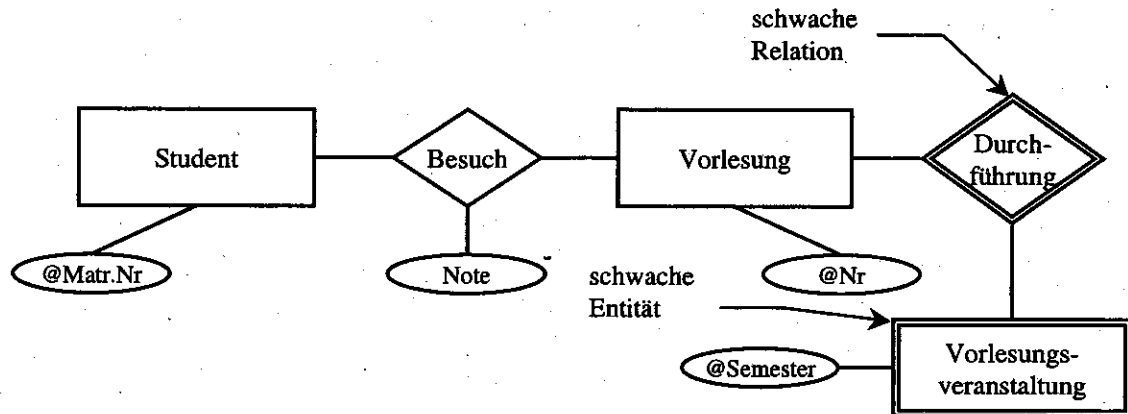 schwache
Relation
Student
Besuch
Vorlesung
Durch-
führung
@Matr.Nr
Note
@Nr
schwache
Entität
@Semester
Vorlesungs-
veranstaltung